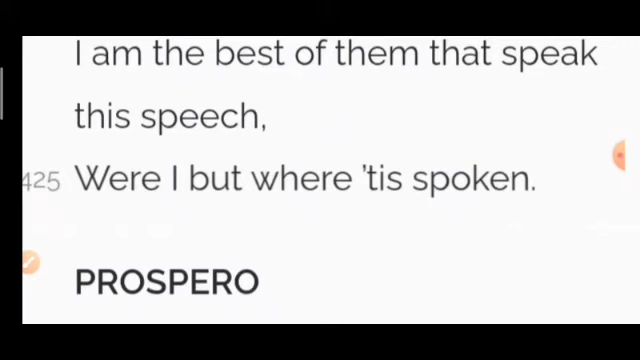 I am the best of them that speak
this speech,
425 Were I but where ’tis spoken.
PROSPERO